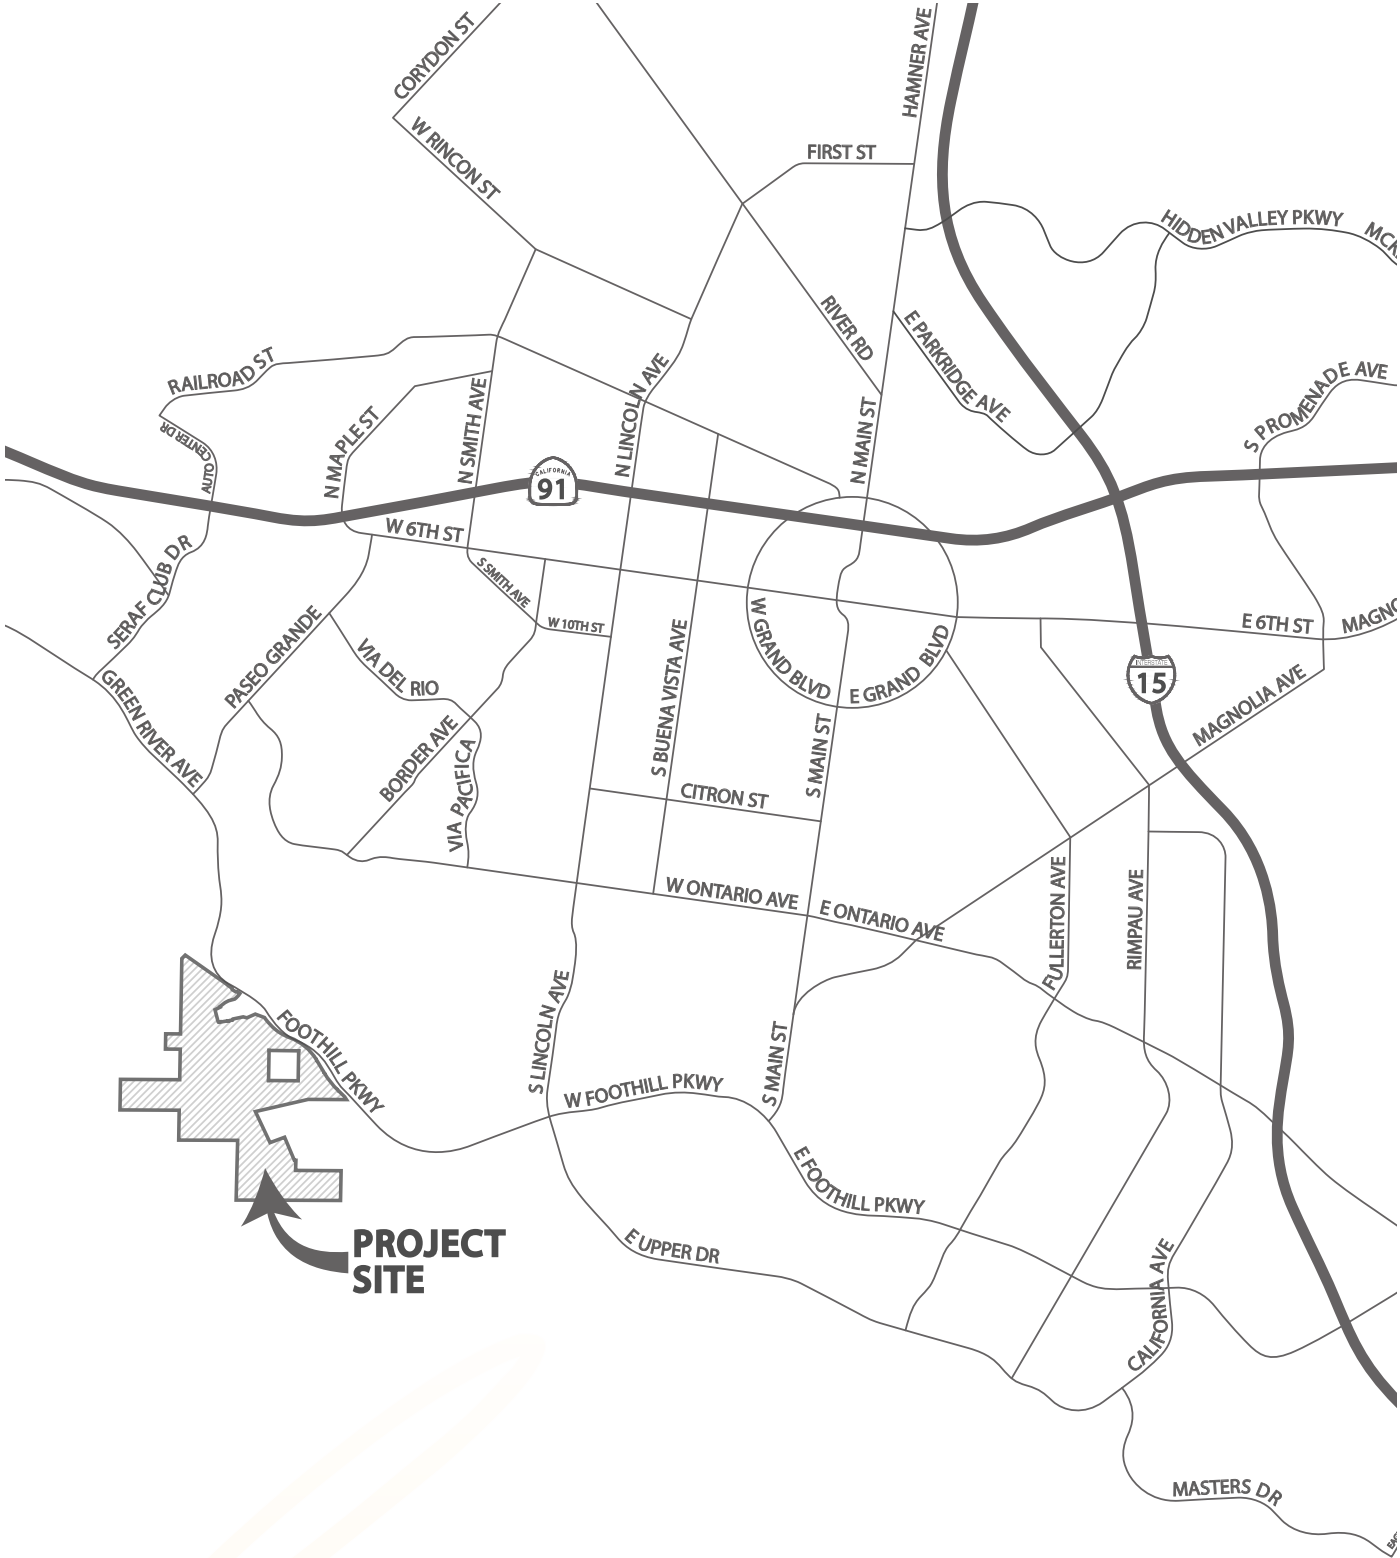 CORYDON ST
HAMNER AVE
W RINCON ST
FIRST ST
HIDDEN VALLEY PKWY
RIVER RD
E PARKRIDGE AVE
RAILROAD ST
N LINCOLN AVE
S PROMENADE AVE
N SMITH AVE
N MAPLE ST
N MAIN ST
AUTO CENTER DR
CALIFORNIA
91
W 6TH ST
SERAF CLUB DR
S SMITH AVE
W 10TH ST
W GRAND BLVD
E GRAND BLVD
E 6TH ST
PASEO GRANDE
VIA DEL RIO
S BUENA VISTA AVE
INTERSTATE
15
MAGNOLIA AVE
GREEN RIVER AVE
BORDER AVE
VIA PACIFICA
S MAIN ST
CITRON ST
W ONTARIO AVE
E ONTARIO AVE
FULLERTON AVE
RIMPAU AVE
S LINCOLN AVE
FOOTHILL PKWY
S MAIN ST
W FOOTHILL PKWY
E FOOTHILL PKWY
PROJECT
SITE
E UPPER DR
CALIFORNIA AVE
MASTERS DR